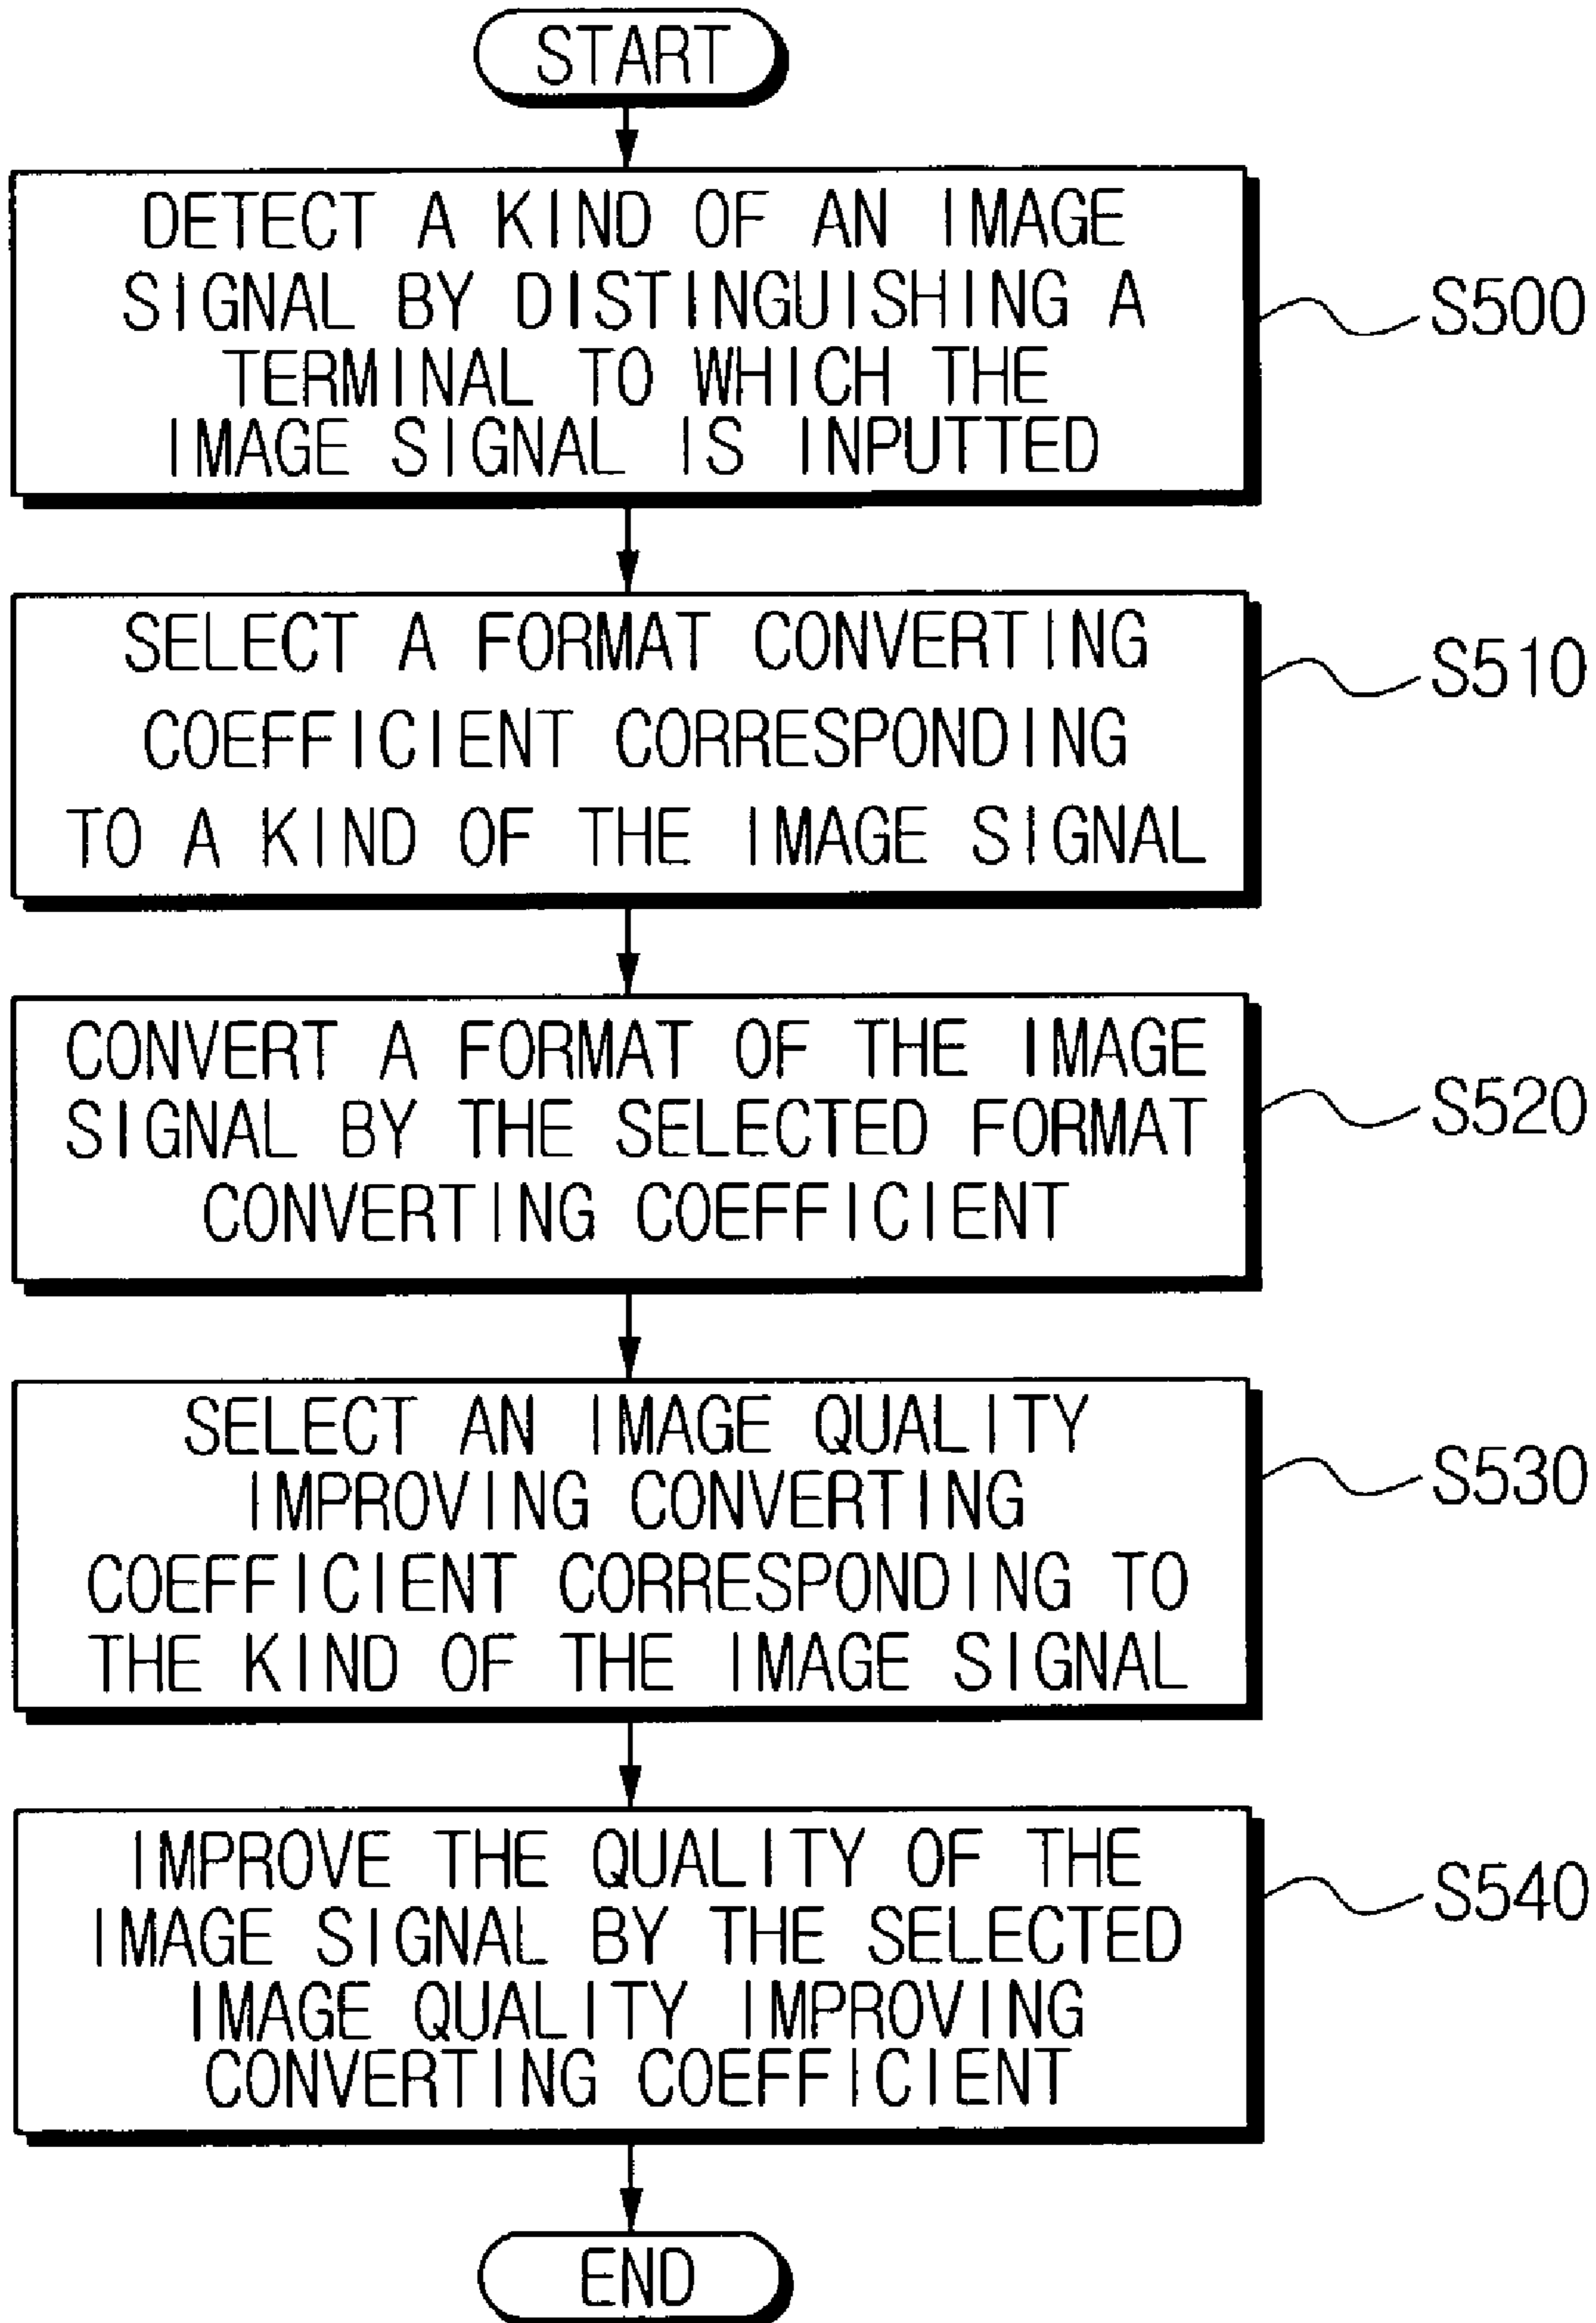 START
DETECT A KIND OF AN IMAGE
SIGNAL BY DISTINGUISHING A
TERMINAL TO WHICH THE
IMAGE SIGNAL IS INPUTTED
S500
SELECT A FORMAT CONVERTING
COEFFICIENT CORRESPONDING
TO A KIND OF THE IMAGE SIGNAL
S510
CONVERT A FORMAT OF THE IMAGE
SIGNAL BY THE SELECTED FORMAT
CONVERTING COEFFICIENT
S520
SELECT AN IMAGE QUALITY
IMPROVING CONVERTING
COEFFICIENT CORRESPONDING TO
THE KIND OF THE IMAGE SIGNAL
S530
IMPROVE THE QUALITY OF THE
IMAGE SIGNAL BY THE SELECTED
IMAGE QUALITY IMPROVING
CONVERTING COEFFICIENT
S540
END